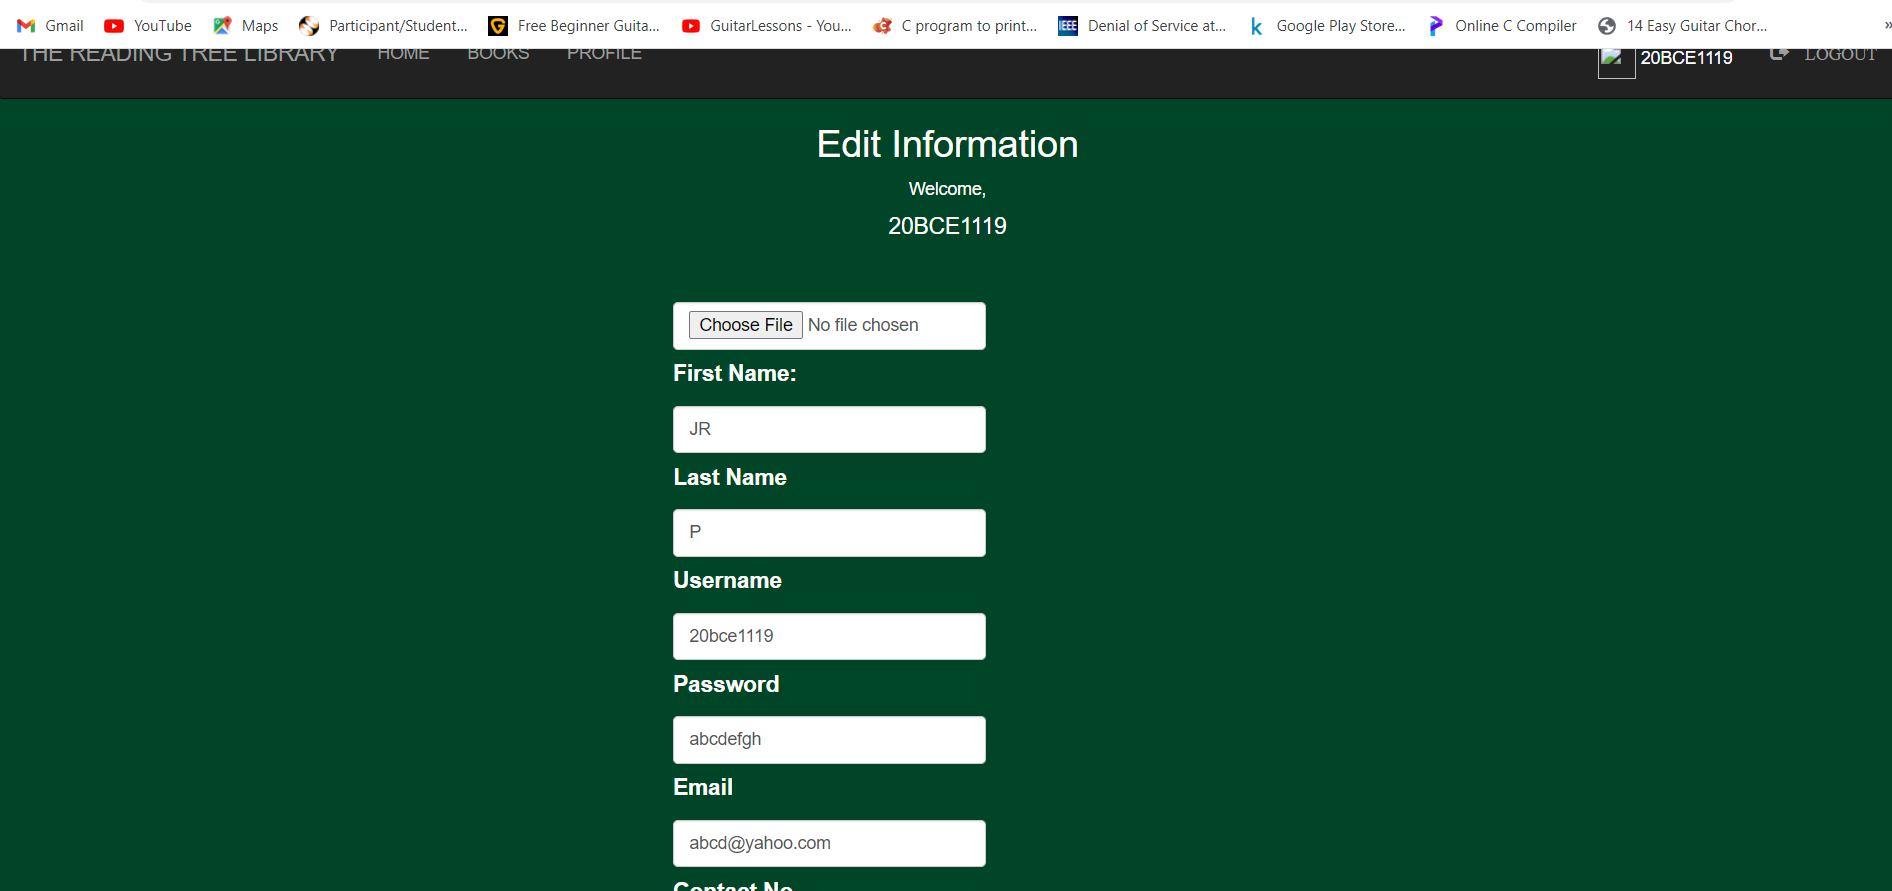 Gmail YouTube Maps Participant/Student... Free Beginner Guita... GuitarLessons - You... C program to print... IEEE Denial of Service at... k Google Play Store... Online C Compiler 14 Easy Guitar Chor... »
THE READING TREE LIBRARY HOME BOOKS PROFILE 20BCE1119 LOGOUT
Edit Information
Welcome,
20BCE1119
Choose File No file chosen
First Name:
JR
Last Name
P
Username
20bce1119
Password
abcdefgh
Email
abcd@yahoo.com
Contact No